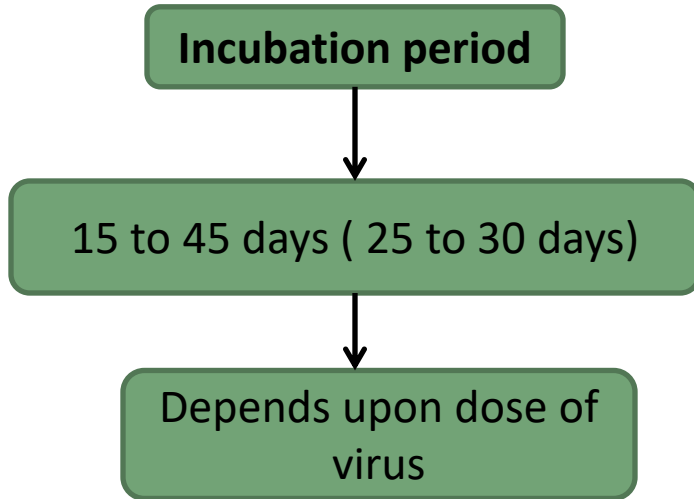 Incubation period
15 to 45 days ( 25 to 30 days)
Depends upon dose of
virus